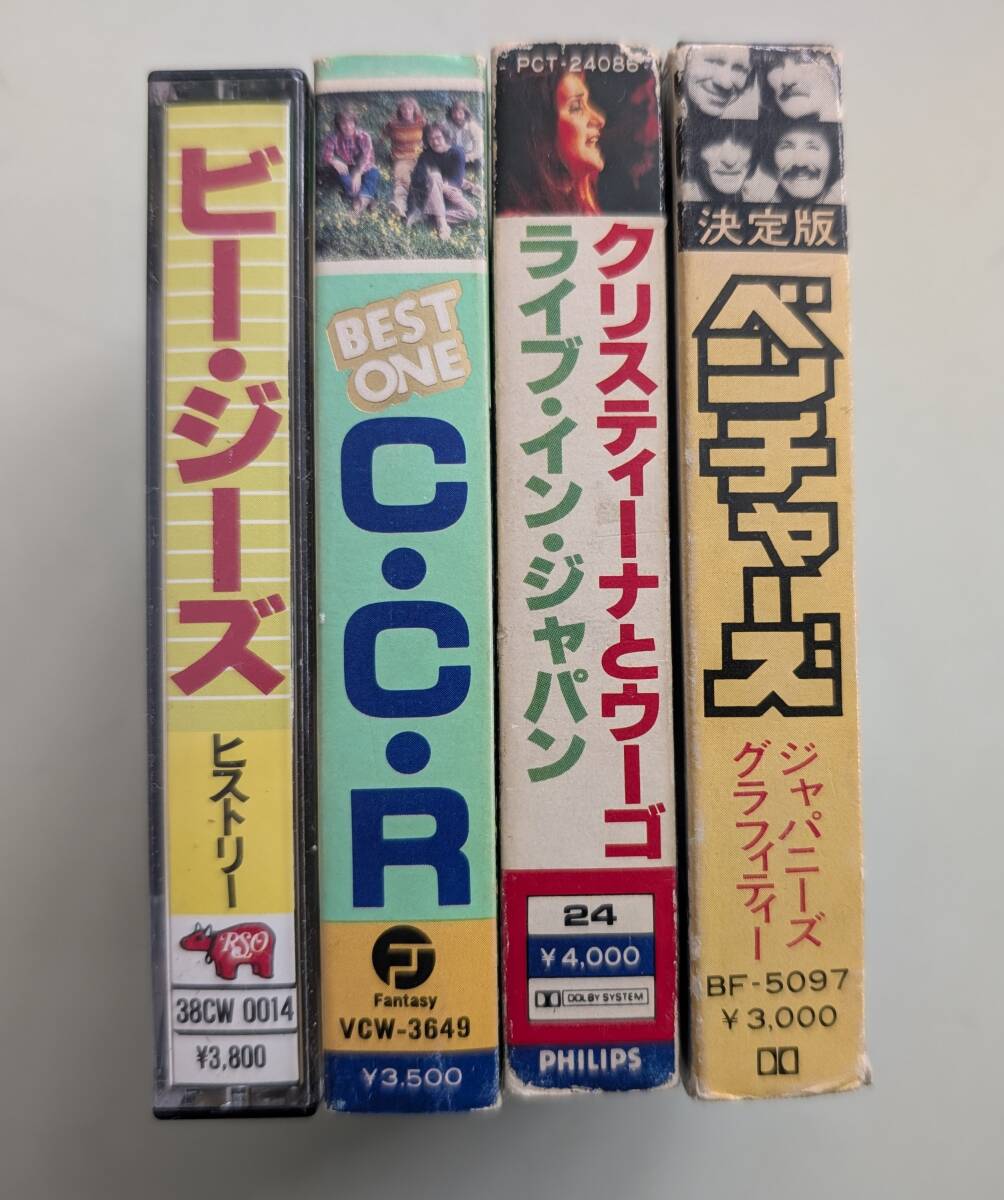 ビー・ジーズ
ヒストリー
RSO
38CW 0014
¥3,800
BEST
ONE
C・C・R
Fantasy
VCW-3649
¥3,500
PCT-24086
クリスティーナとウーゴ
ライブ・イン・ジャパン
24
¥4,000
DOLBY SYSTEM
PHILIPS
決定版
ベンチャーズ
ジャパニーズ
グラフィティー
BF-5097
¥3,000